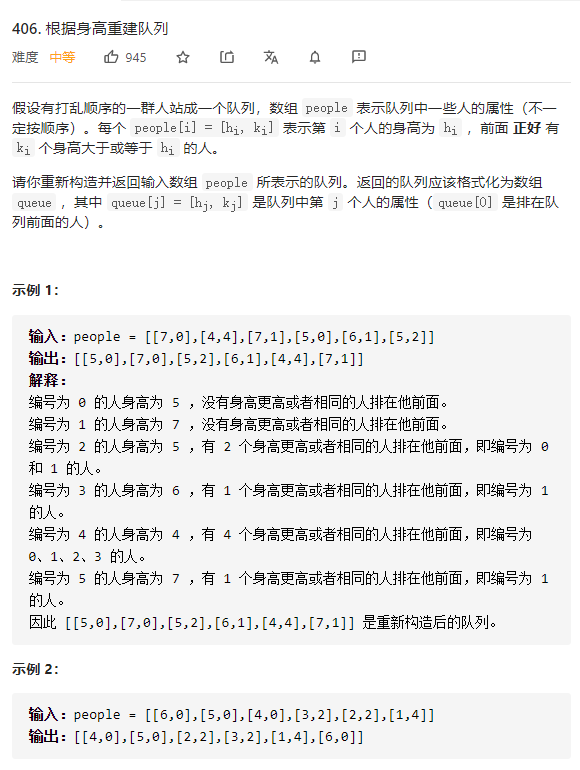 406. 根据身高重建队列
难度 中等 945
假设有打乱顺序的一群人站成一个队列，数组 people 表示队列中一些人的属性（不一
定按顺序）。每个 people[i] = [hi, ki] 表示第 i 个人的身高为 hi ，前面 正好 有
ki 个身高大于或等于 hi 的人。
请你重新构造并返回输入数组 people 所表示的队列。返回的队列应该格式化为数组
queue ，其中 queue[j] = [hj, kj] 是队列中第 j 个人的属性（ queue[0] 是排在队
列前面的人）。
示例 1：
输入：people = [[7,0],[4,4],[7,1],[5,0],[6,1],[5,2]]
输出：[[5,0],[7,0],[5,2],[6,1],[4,4],[7,1]]
解释：
编号为 0 的人身高为 5 ，没有身高更高或者相同的人排在他前面。
编号为 1 的人身高为 7 ，没有身高更高或者相同的人排在他前面。
编号为 2 的人身高为 5 ，有 2 个身高更高或者相同的人排在他前面，即编号为 0
和 1 的人。
编号为 3 的人身高为 6 ，有 1 个身高更高或者相同的人排在他前面，即编号为 1
的人。
编号为 4 的人身高为 4 ，有 4 个身高更高或者相同的人排在他前面，即编号为
0、1、2、3 的人。
编号为 5 的人身高为 7 ，有 1 个身高更高或者相同的人排在他前面，即编号为 1
的人。
因此 [[5,0],[7,0],[5,2],[6,1],[4,4],[7,1]] 是重新构造后的队列。
示例 2：
输入：people = [[6,0],[5,0],[4,0],[3,2],[2,2],[1,4]]
输出：[[4,0],[5,0],[2,2],[3,2],[1,4],[6,0]]